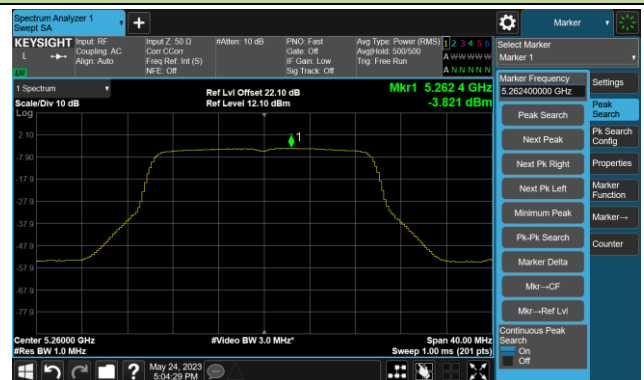 Spectrum Analyzer 1
Swept SA
+
Marker
KEYSIGHT
L
LVI
Input: RF
Coupling: AC
Align: Auto
Input Z: 50 Ω
Corr CCorr
Freq Ref: Int (S)
NFE: Off
#Atten: 10 dB
PNO: Fast
Gate: Off
IF Gain: Low
Sig Track: Off
Avg Type: Power (RMS)
Avg|Hold: 500/500
Trig: Free Run
1 2 3 4 5 6
A W W W W W
A N N N N N
1 Spectrum
Scale/Div 10 dB
Log
Ref Lvl Offset 22.10 dB
Ref Level 12.10 dBm
Mkr1 5.262 4 GHz
-3.821 dBm
1
2.10
-7.90
-17.9
-27.9
-37.9
-47.9
-57.9
-67.9
-77.9
Center 5.26000 GHz
#Res BW 1.0 MHz
#Video BW 3.0 MHz*
Span 40.00 MHz
Sweep 1.00 ms (201 pts)
Select Marker
Marker 1
Marker Frequency
5.262400000 GHz
Peak Search
Next Peak
Next Pk Right
Next Pk Left
Minimum Peak
Pk-Pk Search
Marker Delta
Mkr→CF
Mkr→Ref Lvl
Continuous Peak
Search
On
Off
Settings
Peak
Search
Pk Search
Config
Properties
Marker
Function
Marker→
Counter
?
May 24, 2023
5:04:29 PM